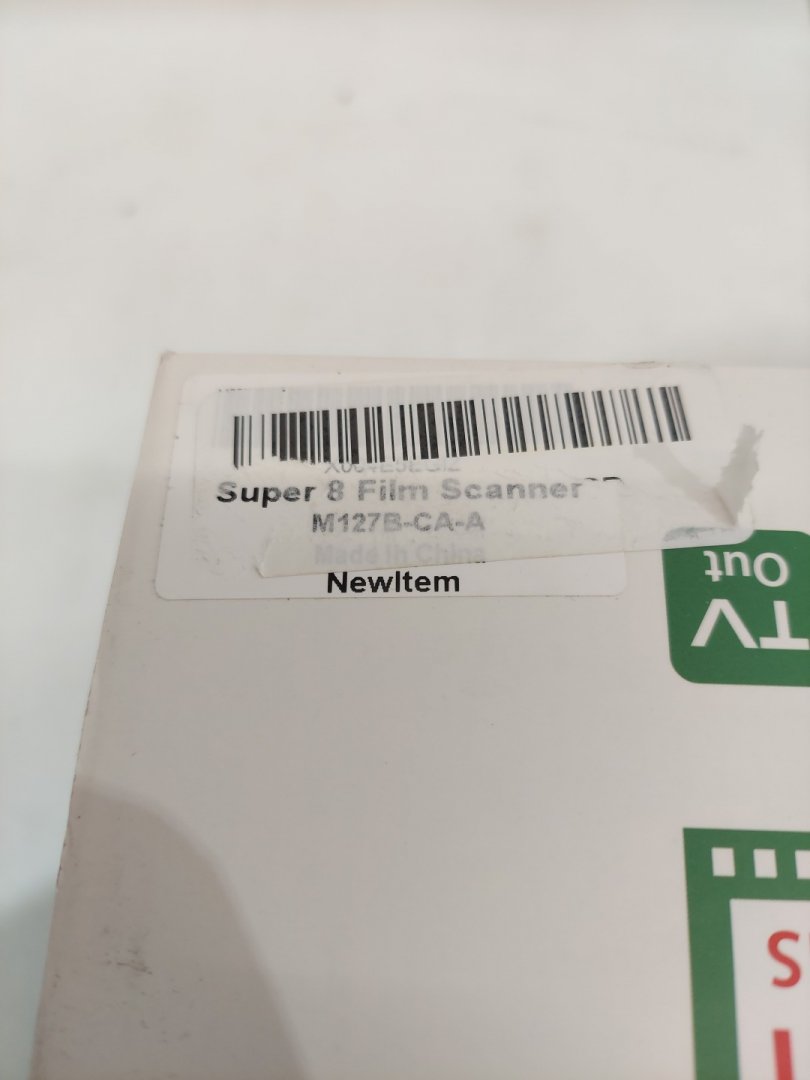 Super 8 Film Scanner
M127B-CA-A
Made in China
NewItem
TV
Out